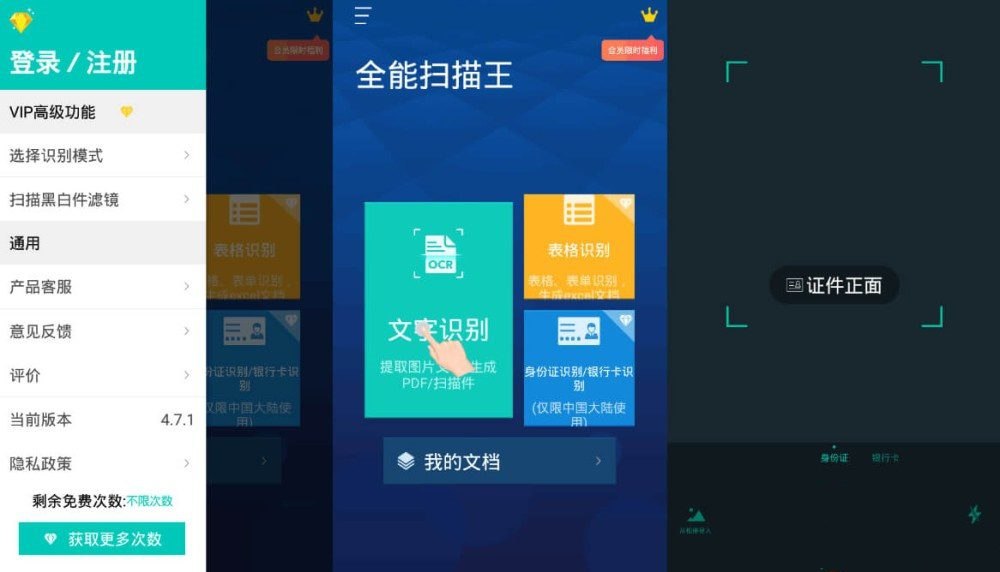 登录 / 注册
VIP高级功能
选择识别模式
扫描黑白件滤镜
通用
产品客服
意见反馈
评价
当前版本 4.7.1
隐私政策
剩余免费次数:不限次数
获取更多次数
会员限时福利
表格识别
格、表单识别，
生成excel文档
份证识别/银行卡识
别
仅限中国大陆使
用)
会员限时福利
全能扫描王
OCR
文字识别
提取图片文 生成
PDF/扫描件
表格识别
表格、表单识别，
生成excel文档
身份证识别/银行卡识
别
(仅限中国大陆使
用)
我的文档
证件正面
身份证 银行卡
从相册导入